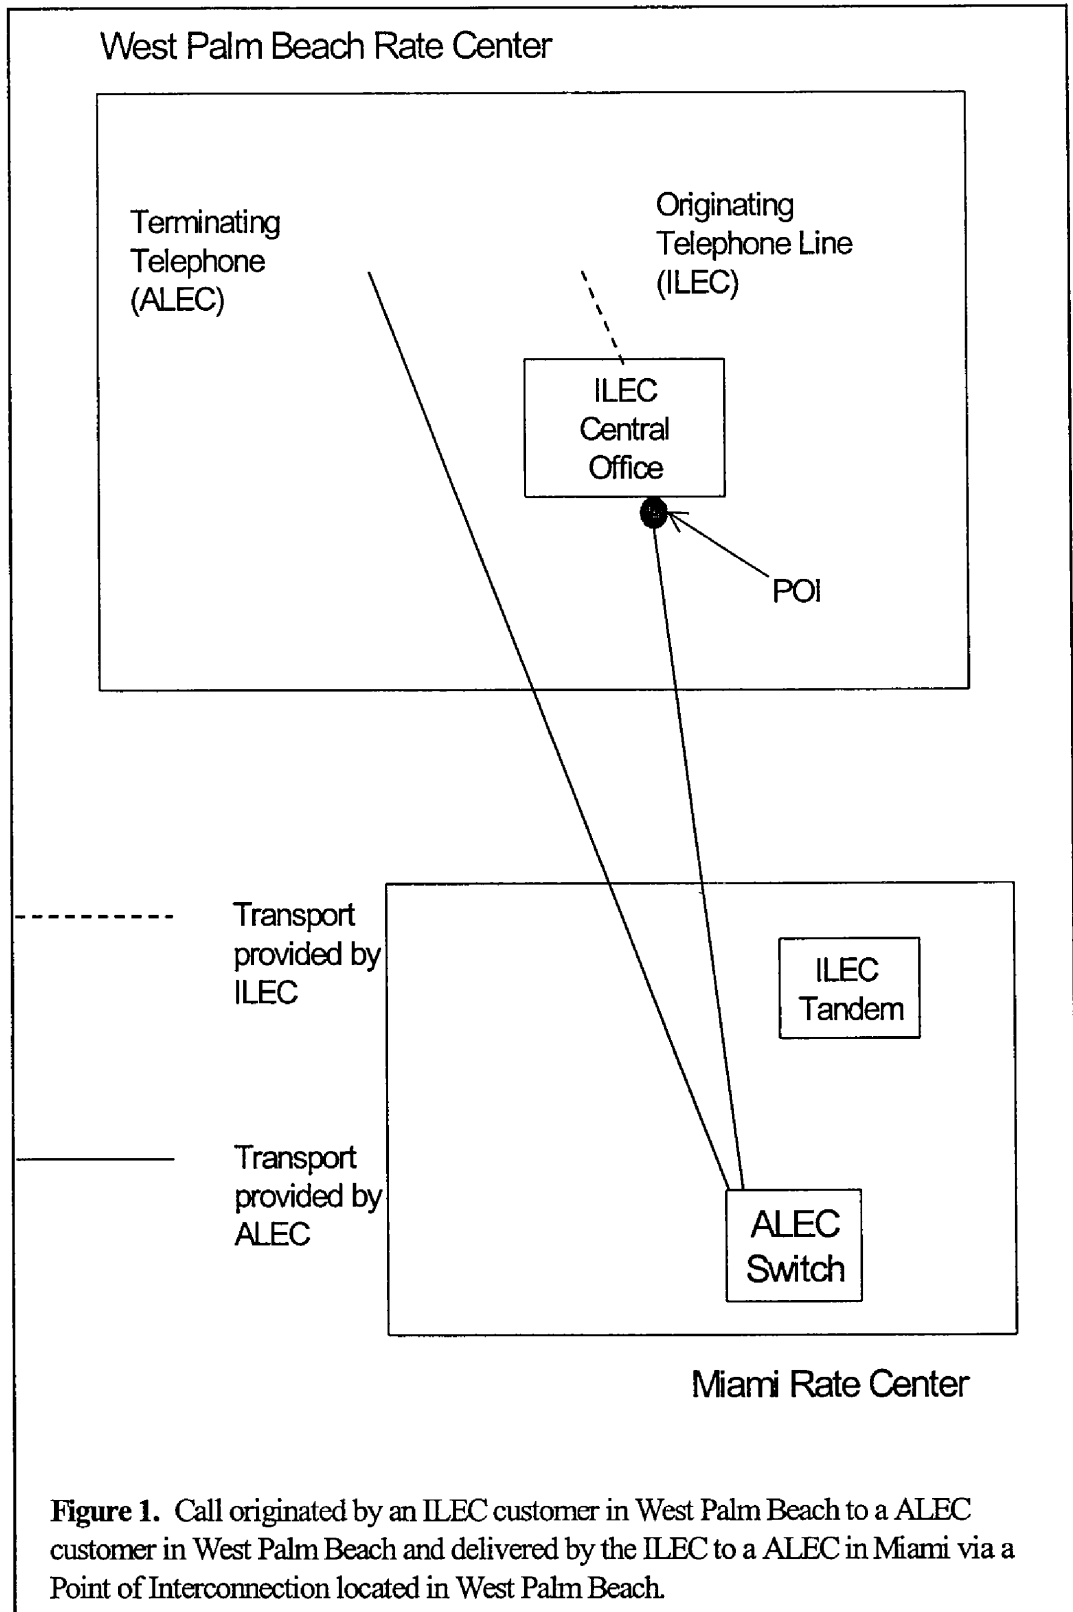 West Palm Beach Rate Center
Terminating
Telephone
(ALEC)
Originating
Telephone Line
(ILEC)
ILEC
Central
Office
POI
Transport
provided by
ILEC
ILEC
Tandem
Transport
provided by
ALEC
ALEC
Switch
Miami Rate Center
Figure 1. Call originated by an ILEC customer in West Palm Beach to a ALEC
customer in West Palm Beach and delivered by the ILEC to a ALEC in Miami via a
Point of Interconnection located in West Palm Beach.